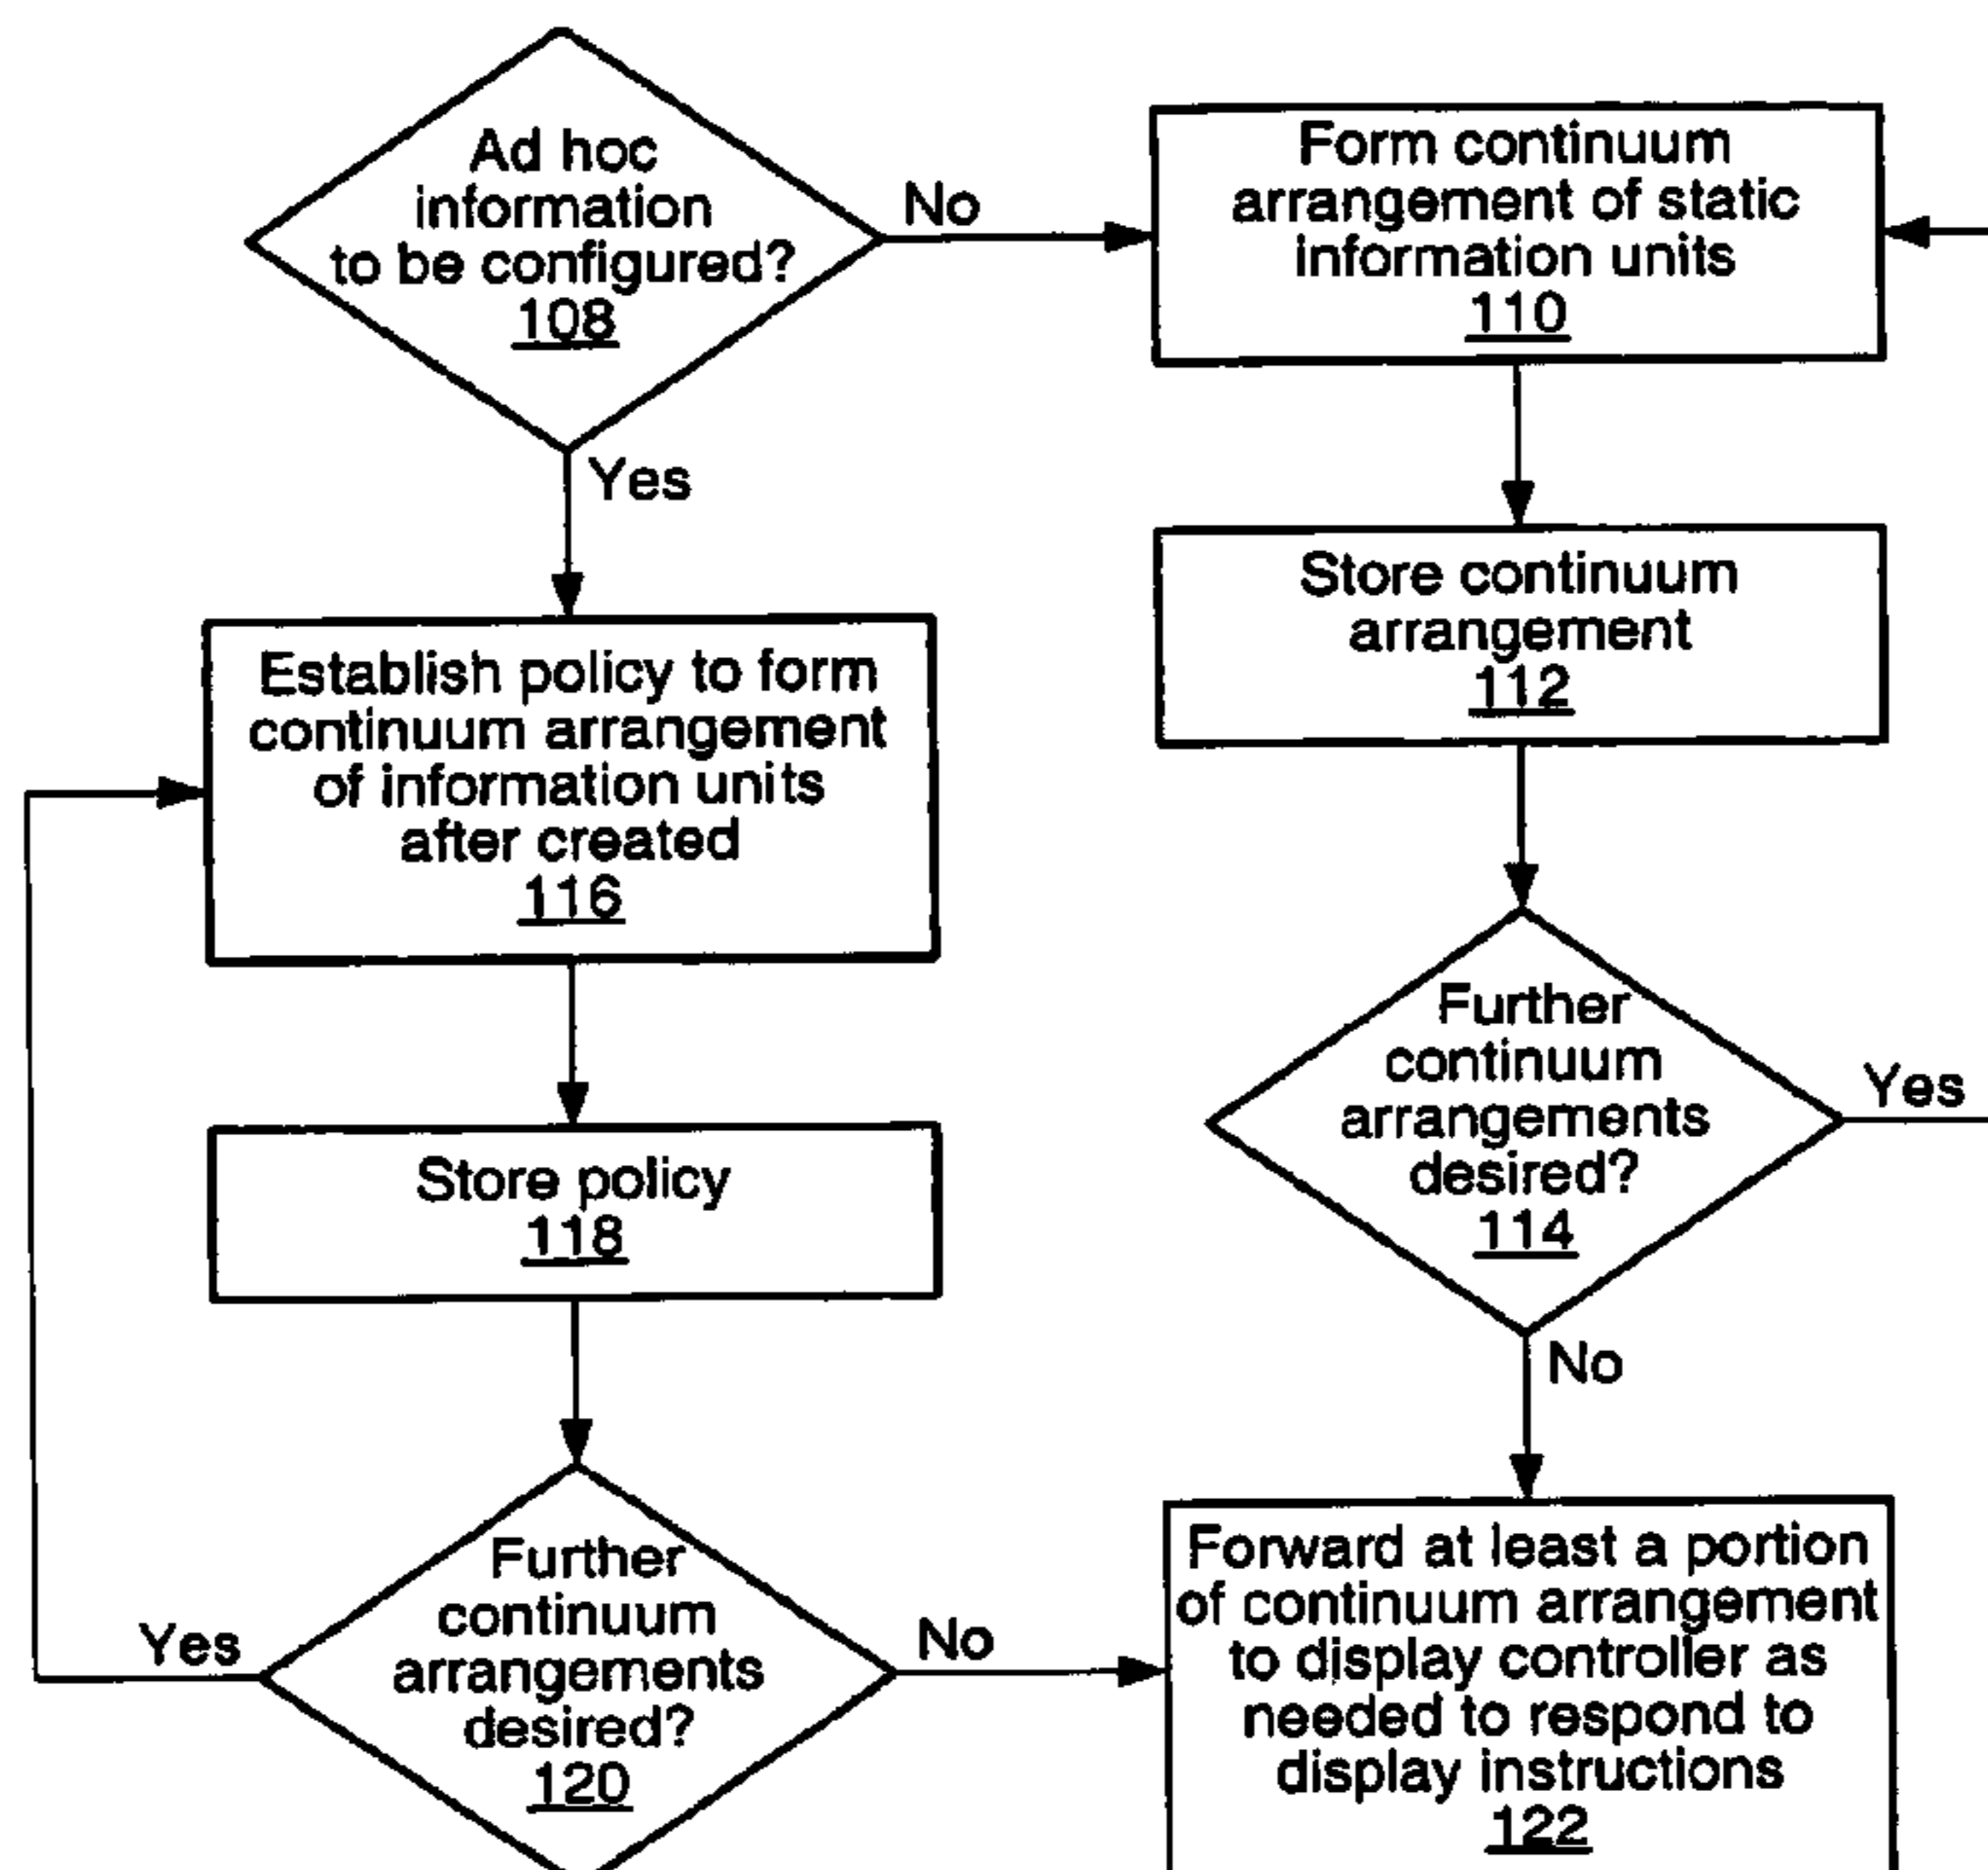 Ad hoc
information
to be configured?
108
No
Yes
Form continuum
arrangement of static
information units
110
Store continuum
arrangement
112
Establish policy to form
continuum arrangement
of information units
after created
116
Further
continuum
arrangements
desired?
114
Yes
No
Store policy
118
Further
continuum
arrangements
desired?
120
Yes
No
Forward at least a portion
of continuum arrangement
to display controller as
needed to respond to
display instructions
122